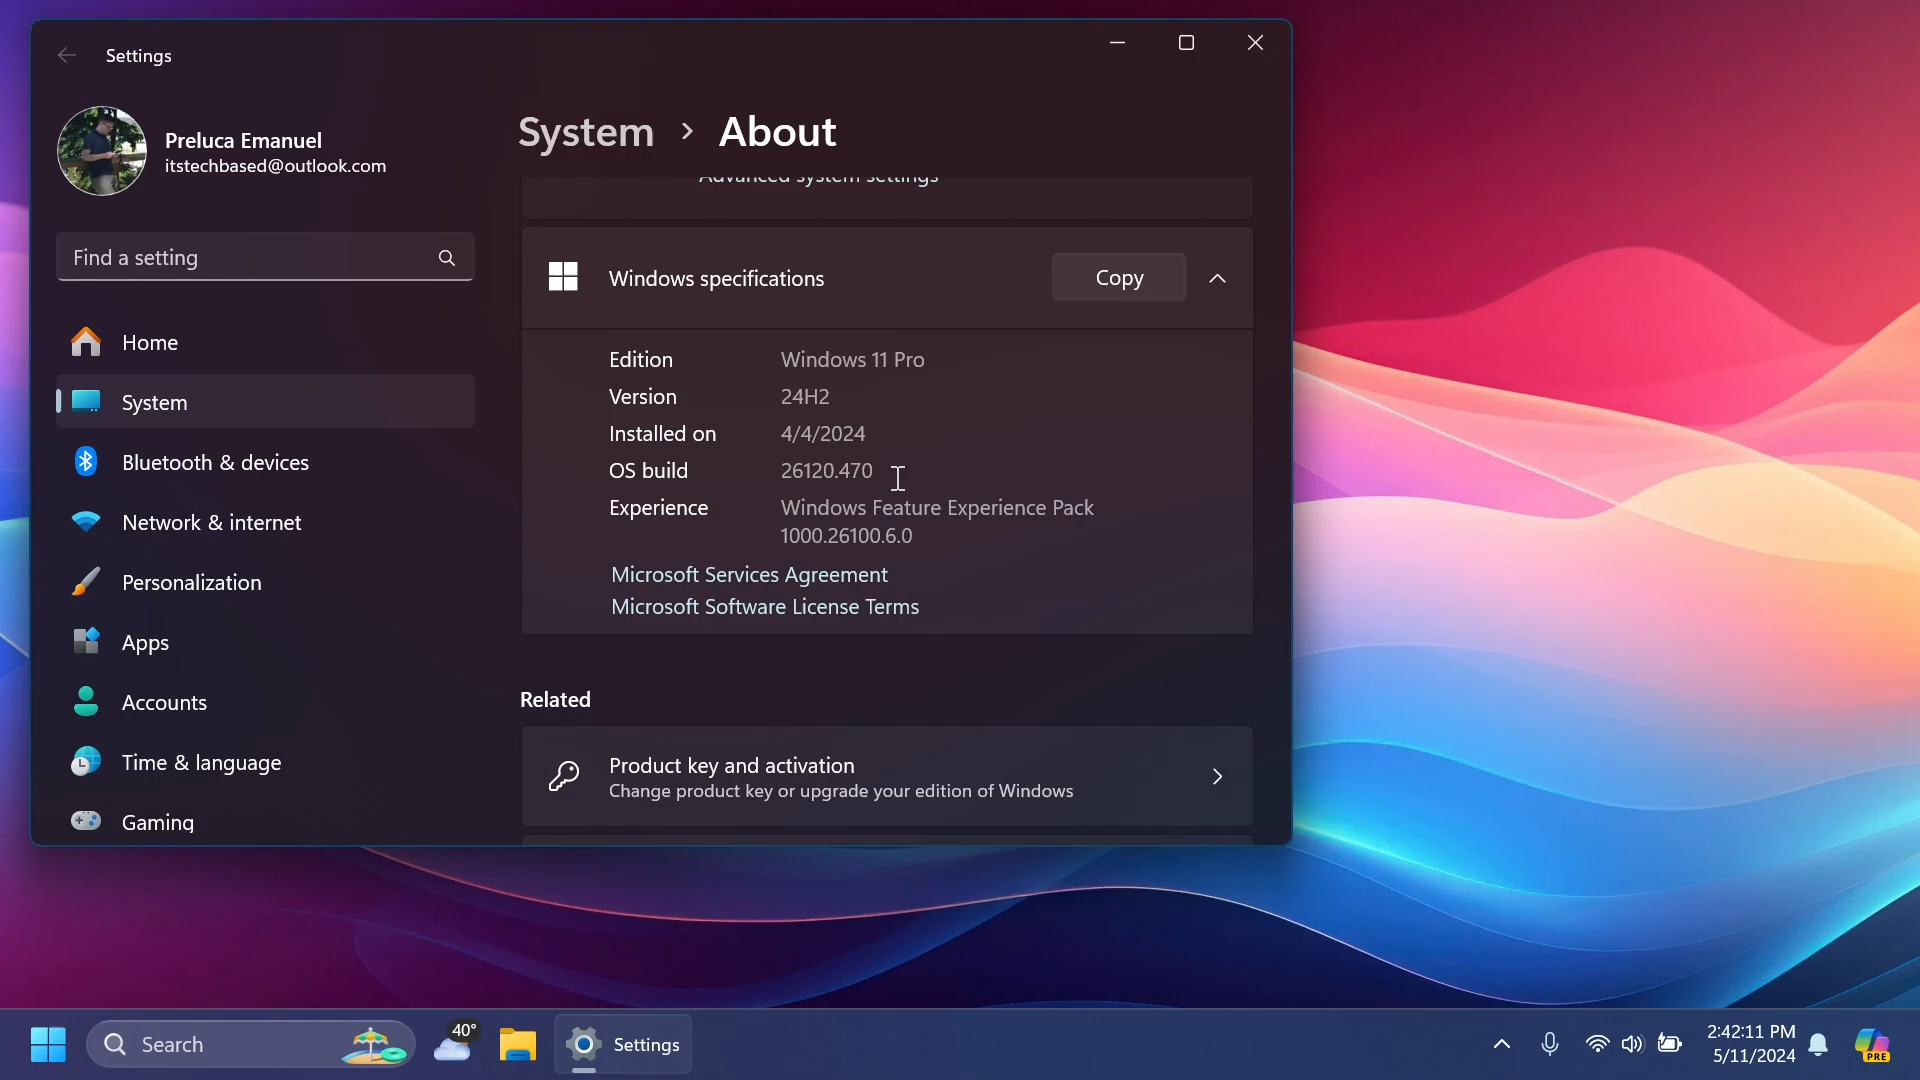 Settings
Preluca Emanuel
itstechbased@outlook.com
Find a setting
Home
System
Bluetooth & devices
Network & internet
Personalization
Apps
Accounts
Time & language
Gaming
System > About
Advanced system settings
Windows specifications
Copy
Edition Windows 11 Pro
Version 24H2
Installed on 4/4/2024
OS build 26120.470
Experience Windows Feature Experience Pack
1000.26100.6.0
Microsoft Services Agreement
Microsoft Software License Terms
Related
Product key and activation
Change product key or upgrade your edition of Windows
Search
40°
Settings
2:42:11 PM
5/11/2024
PRE